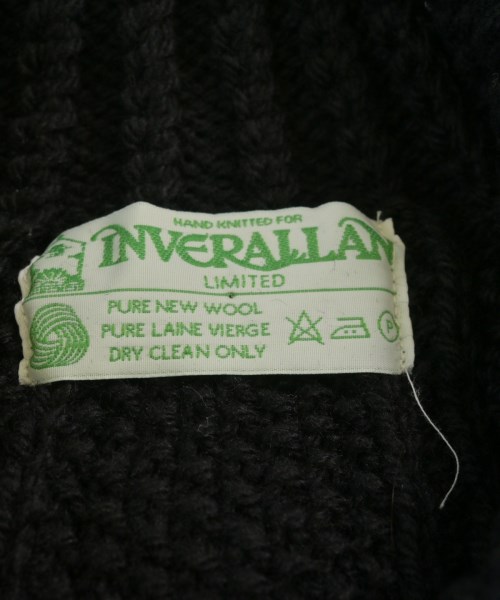 HAND KNITTED FOR
INVERALLAN
LIMITED
PURE NEW WOOL
PURE LAINE VIERGE
DRY CLEAN ONLY
P